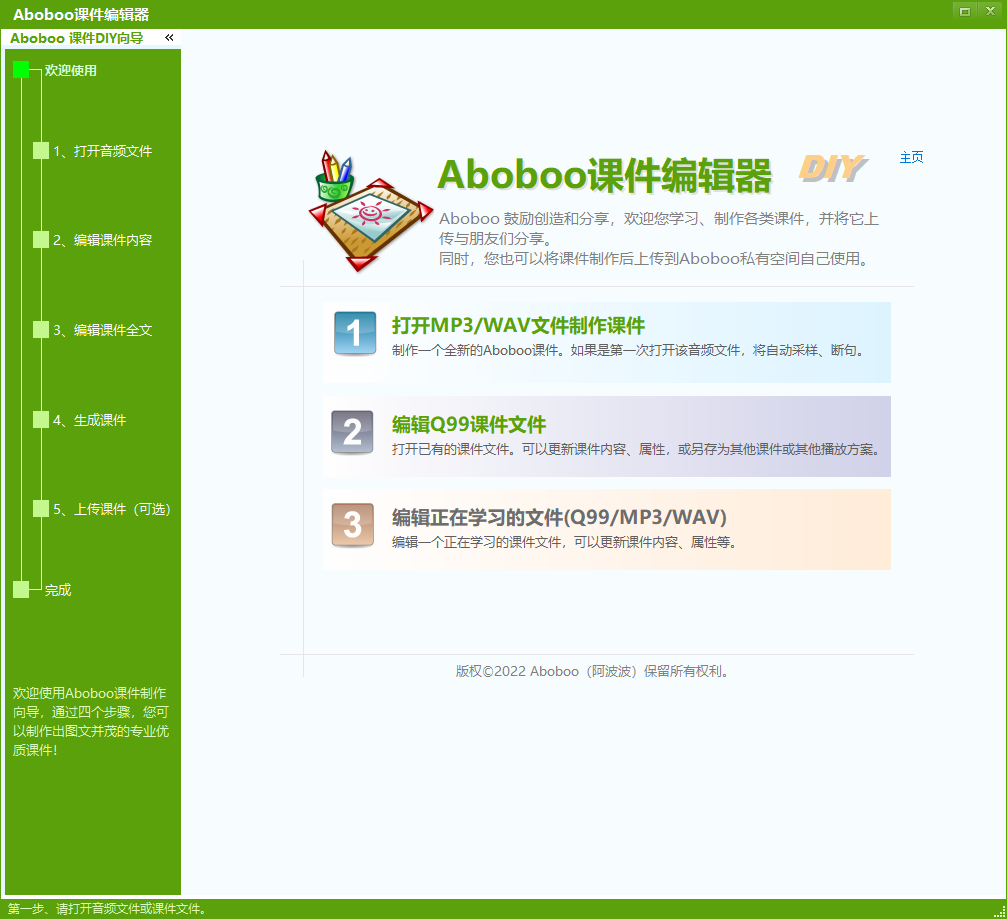 Aboboo课件编辑器
Aboboo 课件DIY向导
欢迎使用
1、打开音频文件
2、编辑课件内容
3、编辑课件全文
4、生成课件
5、上传课件（可选）
完成
欢迎使用Aboboo课件制作
向导，通过四个步骤，您可
以制作出图文并茂的专业优
质课件！
Aboboo课件编辑器
DIY
主页
Aboboo 鼓励创造和分享，欢迎您学习、制作各类课件，并将它上
传与朋友们分享。
同时，您也可以将课件制作后上传到Aboboo私有空间自己使用。
1
打开MP3/WAV文件制作课件
制作一个全新的Aboboo课件。如果是第一次打开该音频文件，将自动采样、断句。
2
编辑Q99课件文件
打开已有的课件文件。可以更新课件内容、属性，或另存为其他课件或其他播放方案。
3
编辑正在学习的文件(Q99/MP3/WAV)
编辑一个正在学习的课件文件，可以更新课件内容、属性等。
版权©2022 Aboboo（阿波波）保留所有权利。
第一步、请打开音频文件或课件文件。